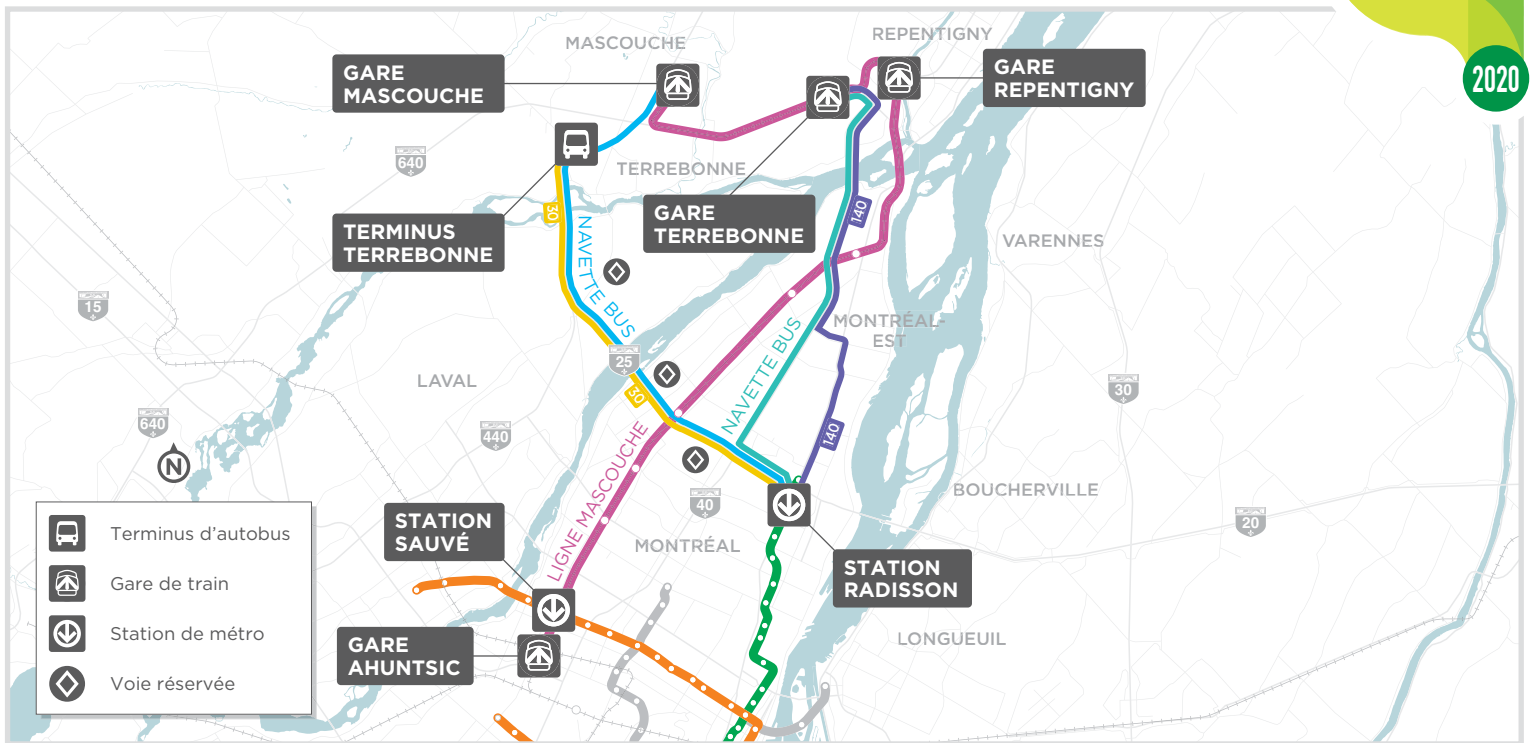 MASCOUCHE
REPENTIGNY
2020
GARE
MASCOUCHE
GARE
REPENTIGNY
640
TERREBONNE
TERMINUS
TERREBONNE
30
GARE
TERREBONNE
140
NAVETTE BUS
VARENNES
15
MONTRÉAL-
EST
25
LAVAL
30
NAVETTE BUS
30
640
440
140
N
LIGNE MASCOUCHE
40
BOUCHERVILLE
20
STATION
SAUVÉ
MONTRÉAL
STATION
RADISSON
LONGUEUIL
GARE
AHUNTSIC
Terminus d'autobus
Gare de train
Station de métro
Voie réservée